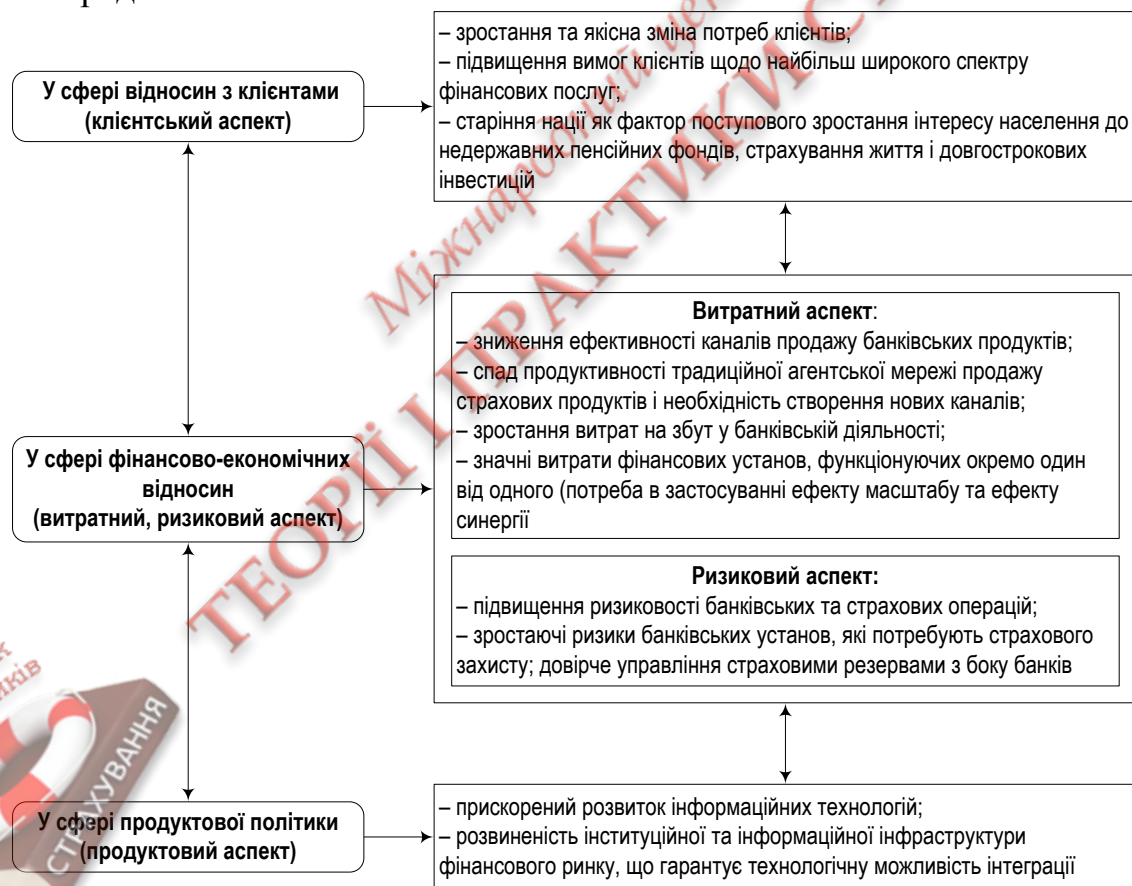 У сфері відносин з клієнтами
(клієнтський аспект)
– зростання та якісна зміна потреб клієнтів;
– підвищення вимог клієнтів щодо найбільш широкого спектру
фінансових послуг;
– старіння нації як фактор поступового зростання інтересу населення до
недержавних пенсійних фондів, страхування життя і довгострокових
інвестицій
У сфері фінансово-економічних
відносин
(витратний, ризиковий аспект)
Витратний аспект:
– зниження ефективності каналів продажу банківських продуктів;
– спад продуктивності традиційної агентської мережі продажу
страхових продуктів і необхідність створення нових каналів;
– зростання витрат на збут у банківській діяльності;
– значні витрати фінансових установ, функціонуючих окремо один
від одного (потреба в застосуванні ефекту масштабу та ефекту
синергії
Ризиковий аспект:
– підвищення ризиковості банківських та страхових операцій;
– зростаючі ризики банківських установ, які потребують страхового
захисту; довірче управління страховими резервами з боку банків
У сфері продуктової політики
(продуктовий аспект)
– прискорений розвиток інформаційних технологій;
– розвиненість інституційної та інформаційної інфраструктури
фінансового ринку, що гарантує технологічну можливість інтеграції
Міжнародний
ТЕОРІЇ І ПРАКТИКИ
СТРАХУВАННЯ